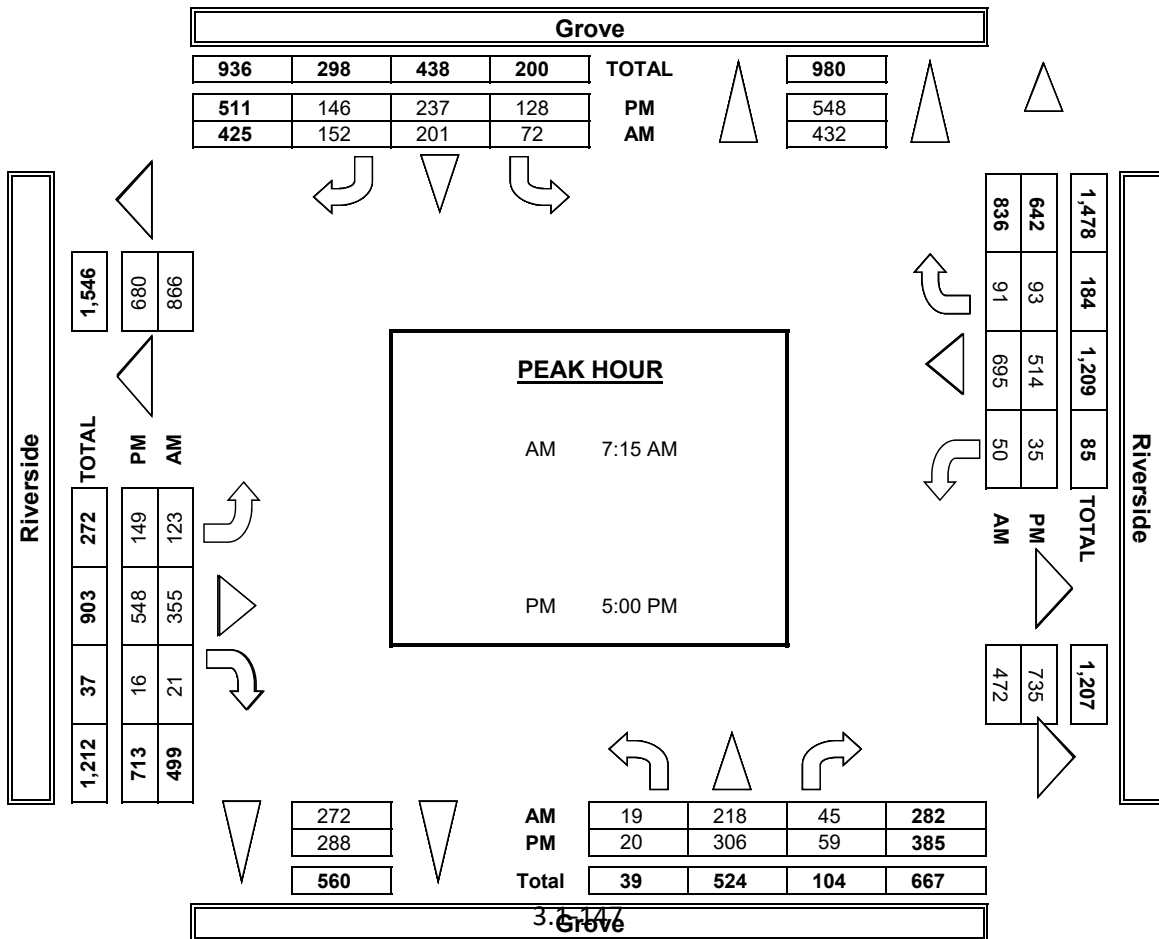 Grove
936 298 438 200 TOTAL 980
511 146 237 128 PM 548
425 152 201 72 AM 432
Riverside
1,546 680 866
TOTAL PM AM
272 149 123
903 548 355
37 16 21
1,212 713 499
PEAK HOUR
AM 7:15 AM
PM 5:00 PM
836 642 1,478
91 93 184
695 514 1,209
50 35 85
AM PM TOTAL
472 735 1,207
Riverside
272 AM 19 218 45 282
288 PM 20 306 59 385
560 Total 39 524 104 667
3.1-147
Grove